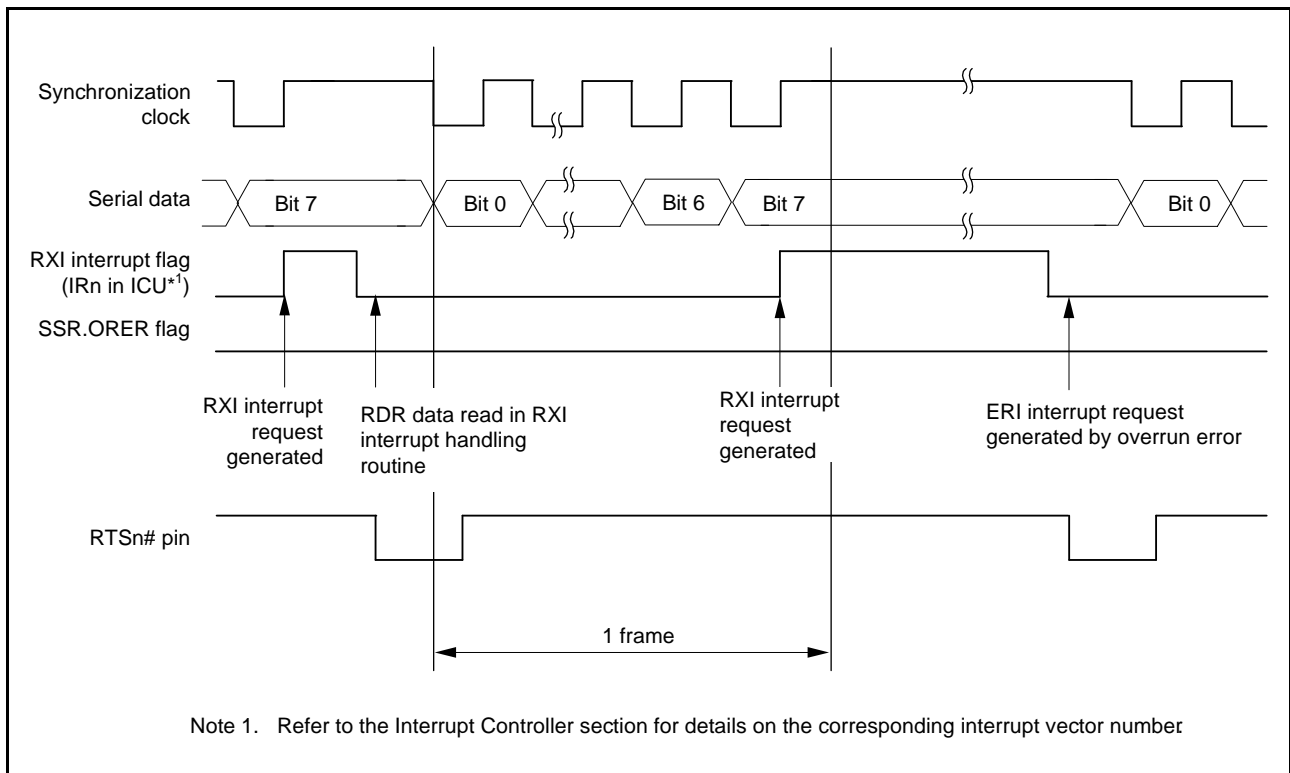 Synchronization
clock
Serial data
Bit 7
Bit 0
Bit 6
Bit 7
Bit 0
RXI interrupt flag
(IRn in ICU*1)
SSR.ORER flag
RXI interrupt
request
generated
RDR data read in RXI
interrupt handling
routine
RXI interrupt
request
generated
ERI interrupt request
generated by overrun error
RTSn# pin
1 frame
Note 1. Refer to the Interrupt Controller section for details on the corresponding interrupt vector number.